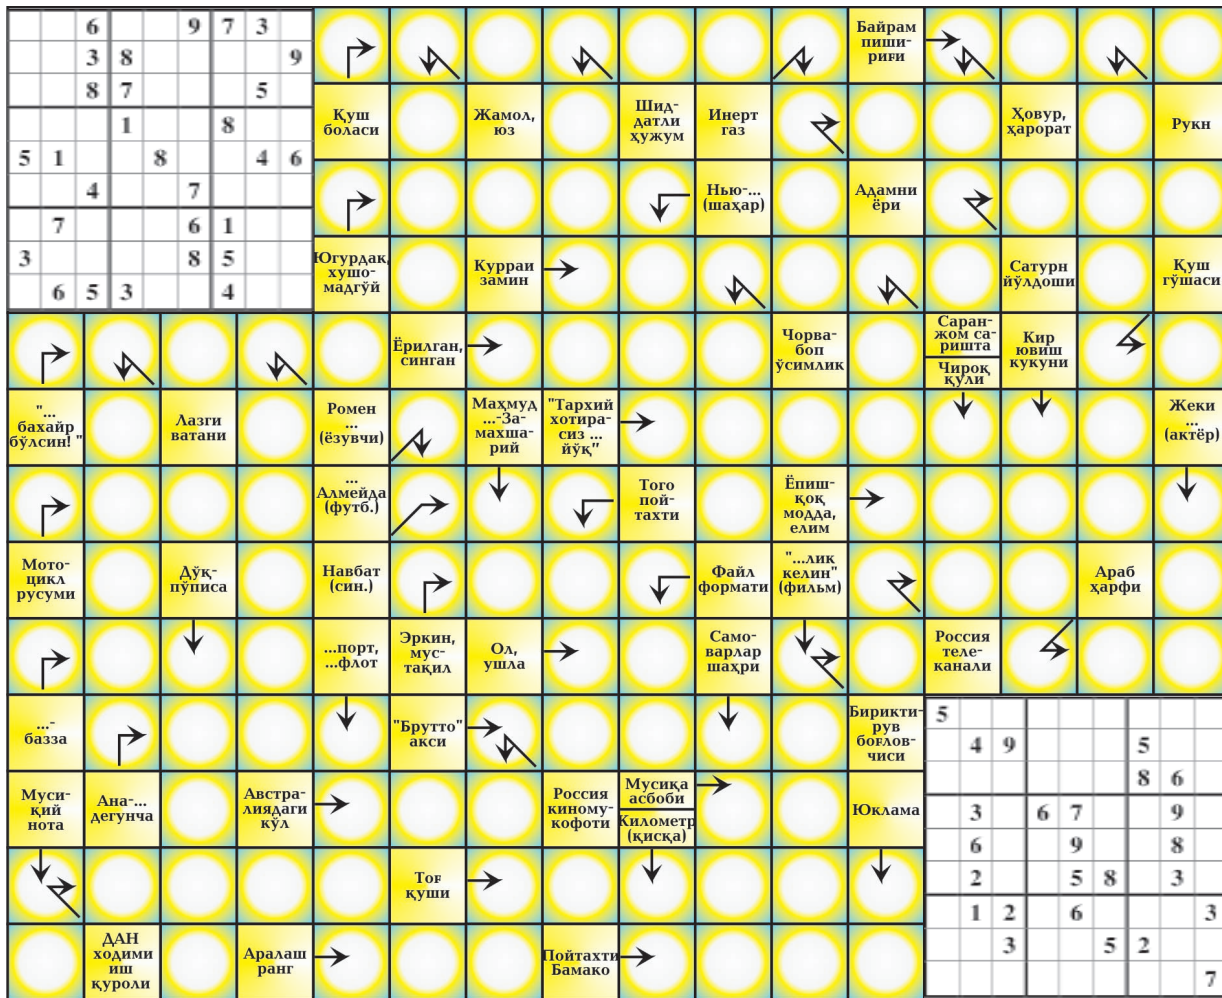 6 9 7 3
3 8 9
8 7 5
1 8
5 1 8 4 6
4 7
7 6 1
3 8 5
6 5 3 4
Байрам
пиши-
риғи
Қуш
боласи
Жамол,
юз
Шид-
датли
ҳужум
Инерт
газ
Ҳовур,
ҳарорат
Рукн
Нью-...
(шаҳар)
Адамни
ёри
Югурдак,
хушо-
мадгўй
Курраи
замин
Сатурн
йўлдоши
Қуш
гўшаси
Ёрилган,
синган
Чорва-
боп
ўсимлик
Саран-
жом са-
ришта
Чироқ
қули
Кир
ювиш
кукуни
"...
бахайр
бўлсин! "
Лазги
ватани
Ромен
...
(ёзувчи)
Маҳмуд
...-За-
махша-
рий
"Тархий
хотира-
сиз ...
йўқ"
Жеки
...
(актёр)
...
Алмейда
(футб.)
Того
пой-
тахти
Ёпиш-
қоқ
модда,
елим
Мото-
цикл
русуми
Дўқ-
пўписа
Навбат
(син.)
Файл
формати
"...лик
келин"
(фильм)
Араб
ҳарфи
...порт,
...флот
Эркин,
мус-
тақил
Ол,
ушла
Само-
варлар
шаҳри
Россия
теле-
канали
...-
базза
"Брутто"
акси
Бирикти-
рув
боғлов-
чиси
Муси-
қий
нота
Ана-...
дегунча
Австра-
лиядаги
кўл
Россия
киному-
кофоти
Мусиқа
асбоби
Километр
(қисқа)
Юклама
Тоғ
қуши
ДАН
ходими
иш
қуроли
Аралаш
ранг
Пойтахти
Бамако
5
4 9 5
8 6
3 6 7 9
6 9 8
2 5 8 3
1 2 6 3
3 5 2
7